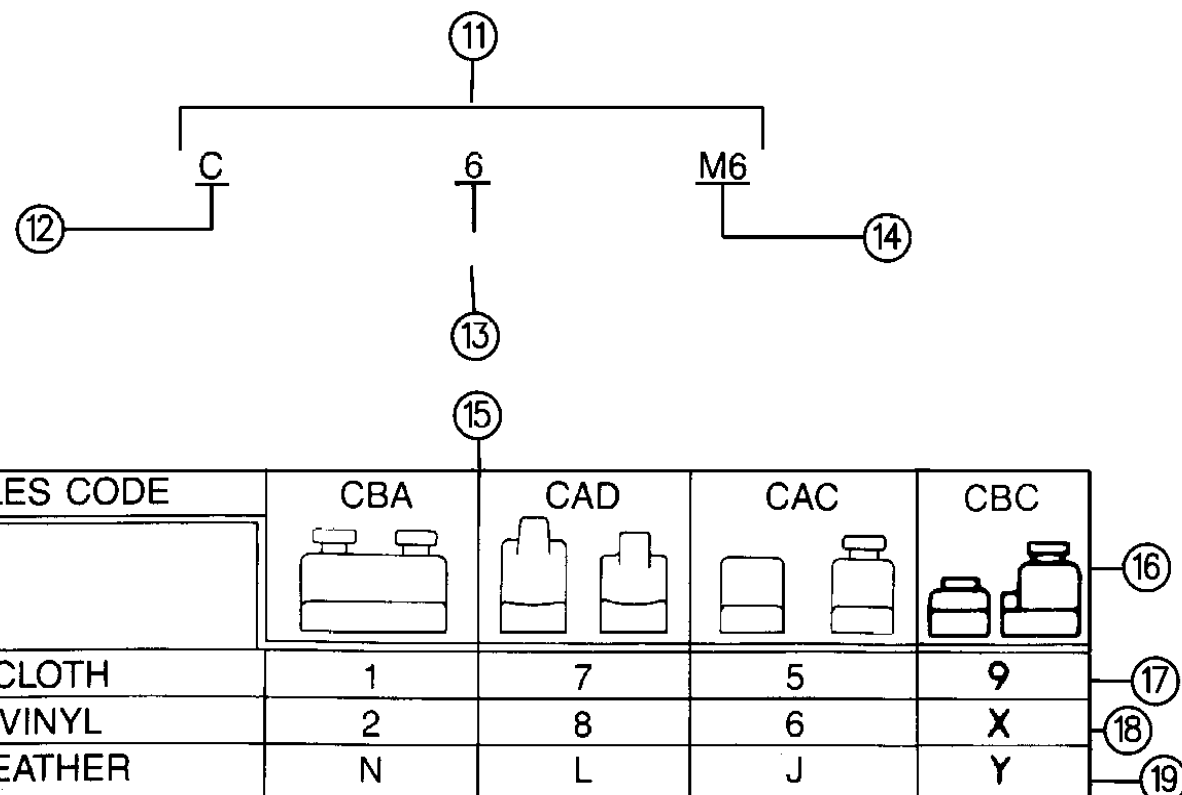 11
C 6 M6
12 14
13
15
LES CODE CBA CAD CAC CBC
16
CLOTH 1 7 5 9 17
VINYL 2 8 6 X 18
EATHER N L J Y 19